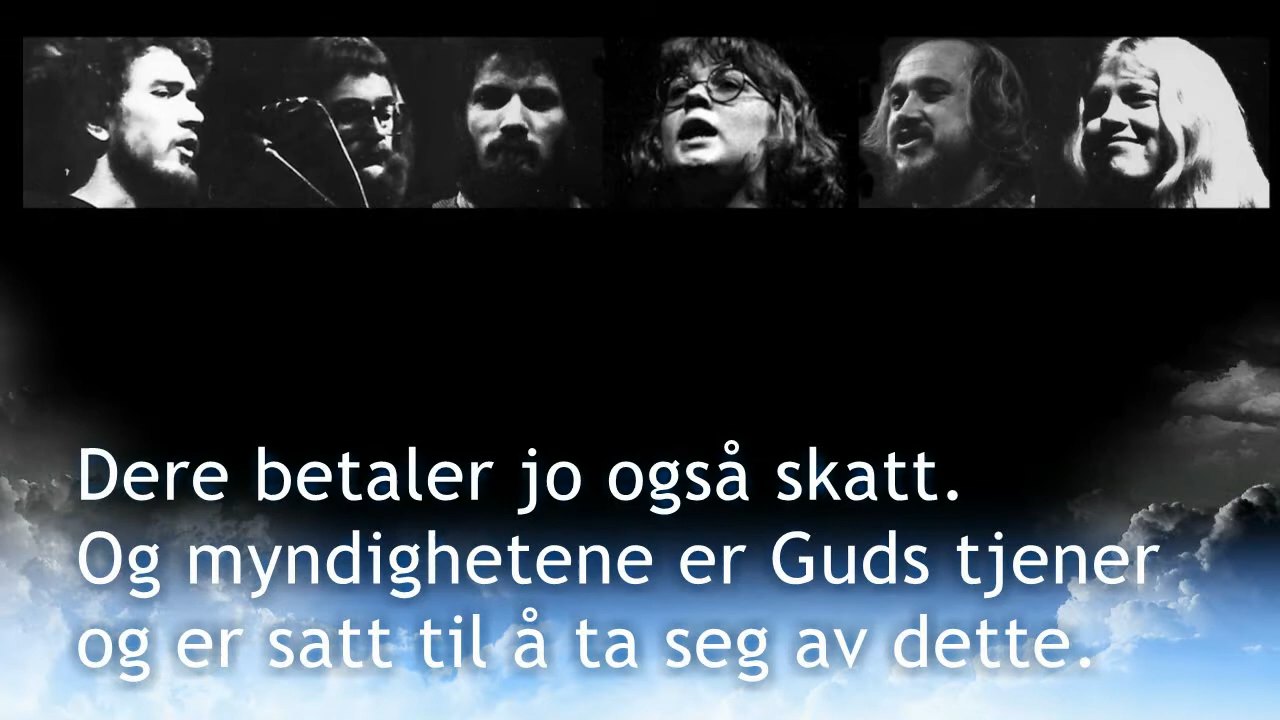 Dere betaler jo også skatt.
Og myndighetene er Guds tjener
og er satt til å ta seg av dette.